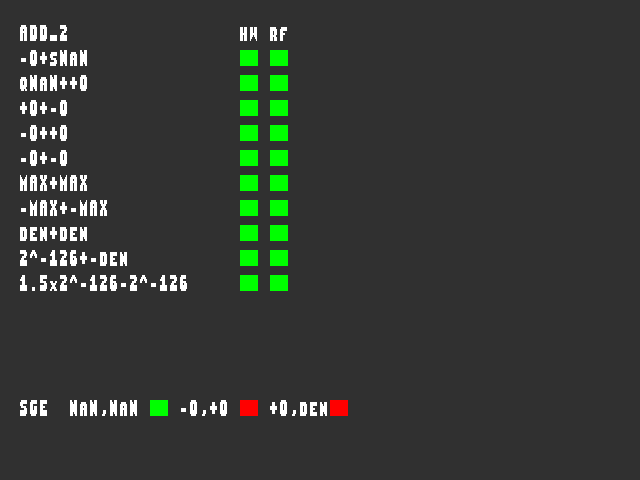 ADD_2 HW RF
-0+sNaN
QNaN++0
+0+-0
-0++0
-0+-0
MAX+MAX
-MAX+-MAX
DEN+DEN
2^-126+-DEN
1.5x2^-126-2^-126
SGE NaN,NaN -0,+0 +0,DEN